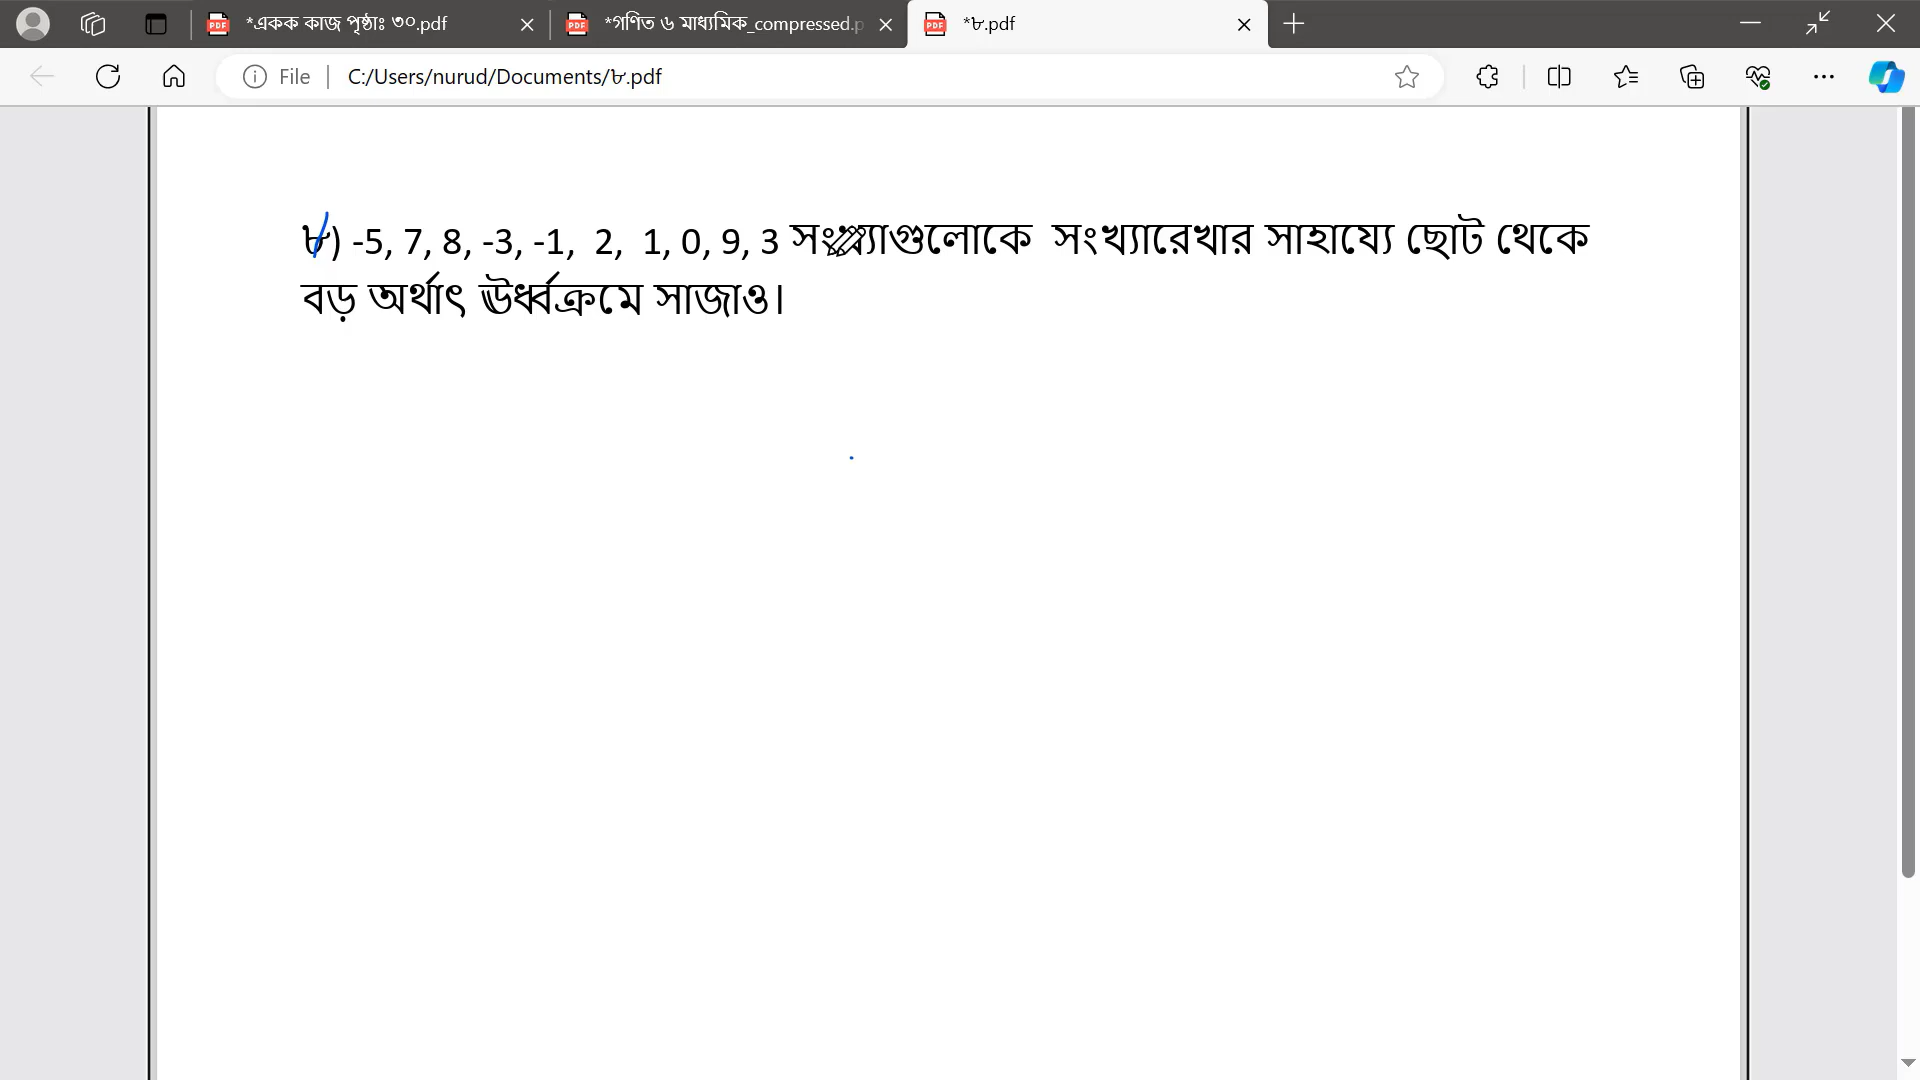 *একক কাজ পৃষ্ঠাঃ ৩০.pdf
*গণিত ৬ মাধ্যমিক_compressed.p
*৮.pdf
File
C:/Users/nurud/Documents/৮.pdf
৮) -5, 7, 8, -3, -1, 2, 1, 0, 9, 3 সংখ্যাগুলোকে সংখ্যারেখার সাহায্যে ছোট থেকে
বড় অর্থাৎ ঊর্ধ্বক্রমে সাজাও।